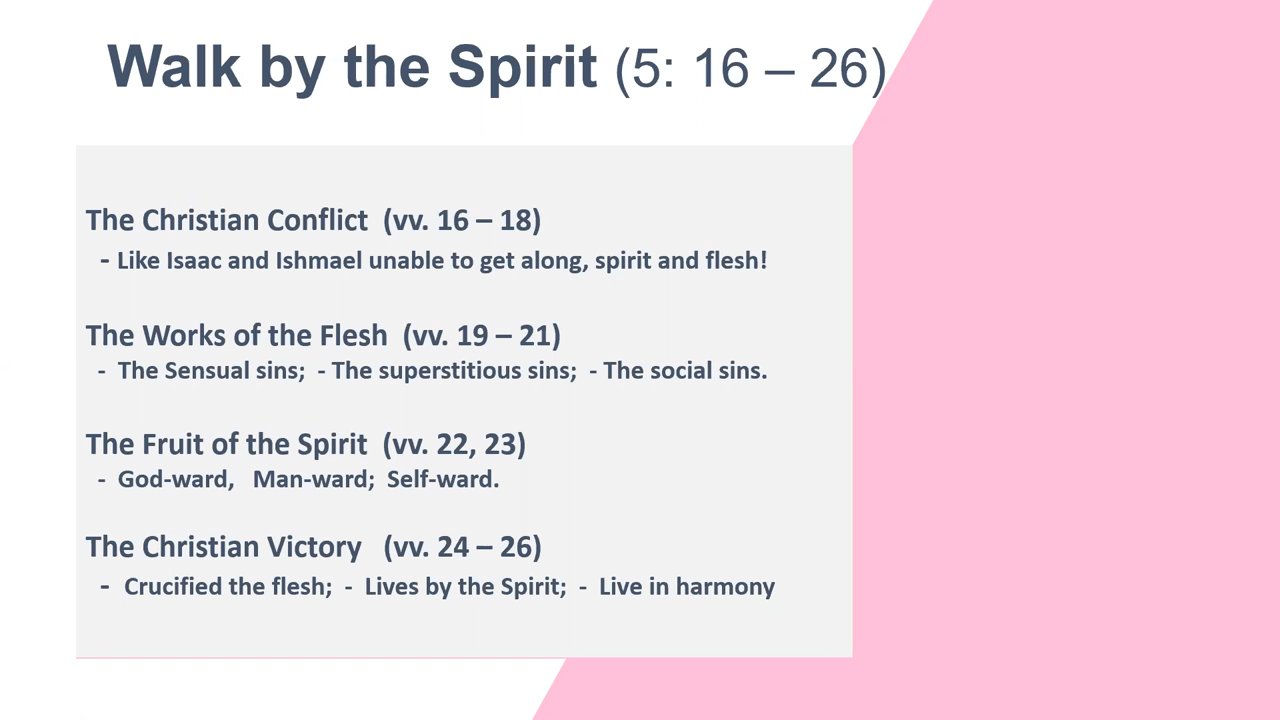 Walk by the Spirit (5: 16 – 26)
The Christian Conflict (vv. 16 – 18)
- Like Isaac and Ishmael unable to get along, spirit and flesh!
The Works of the Flesh (vv. 19 – 21)
- The Sensual sins; - The superstitious sins; - The social sins.
The Fruit of the Spirit (vv. 22, 23)
- God-ward, Man-ward; Self-ward.
The Christian Victory (vv. 24 – 26)
- Crucified the flesh; - Lives by the Spirit; - Live in harmony